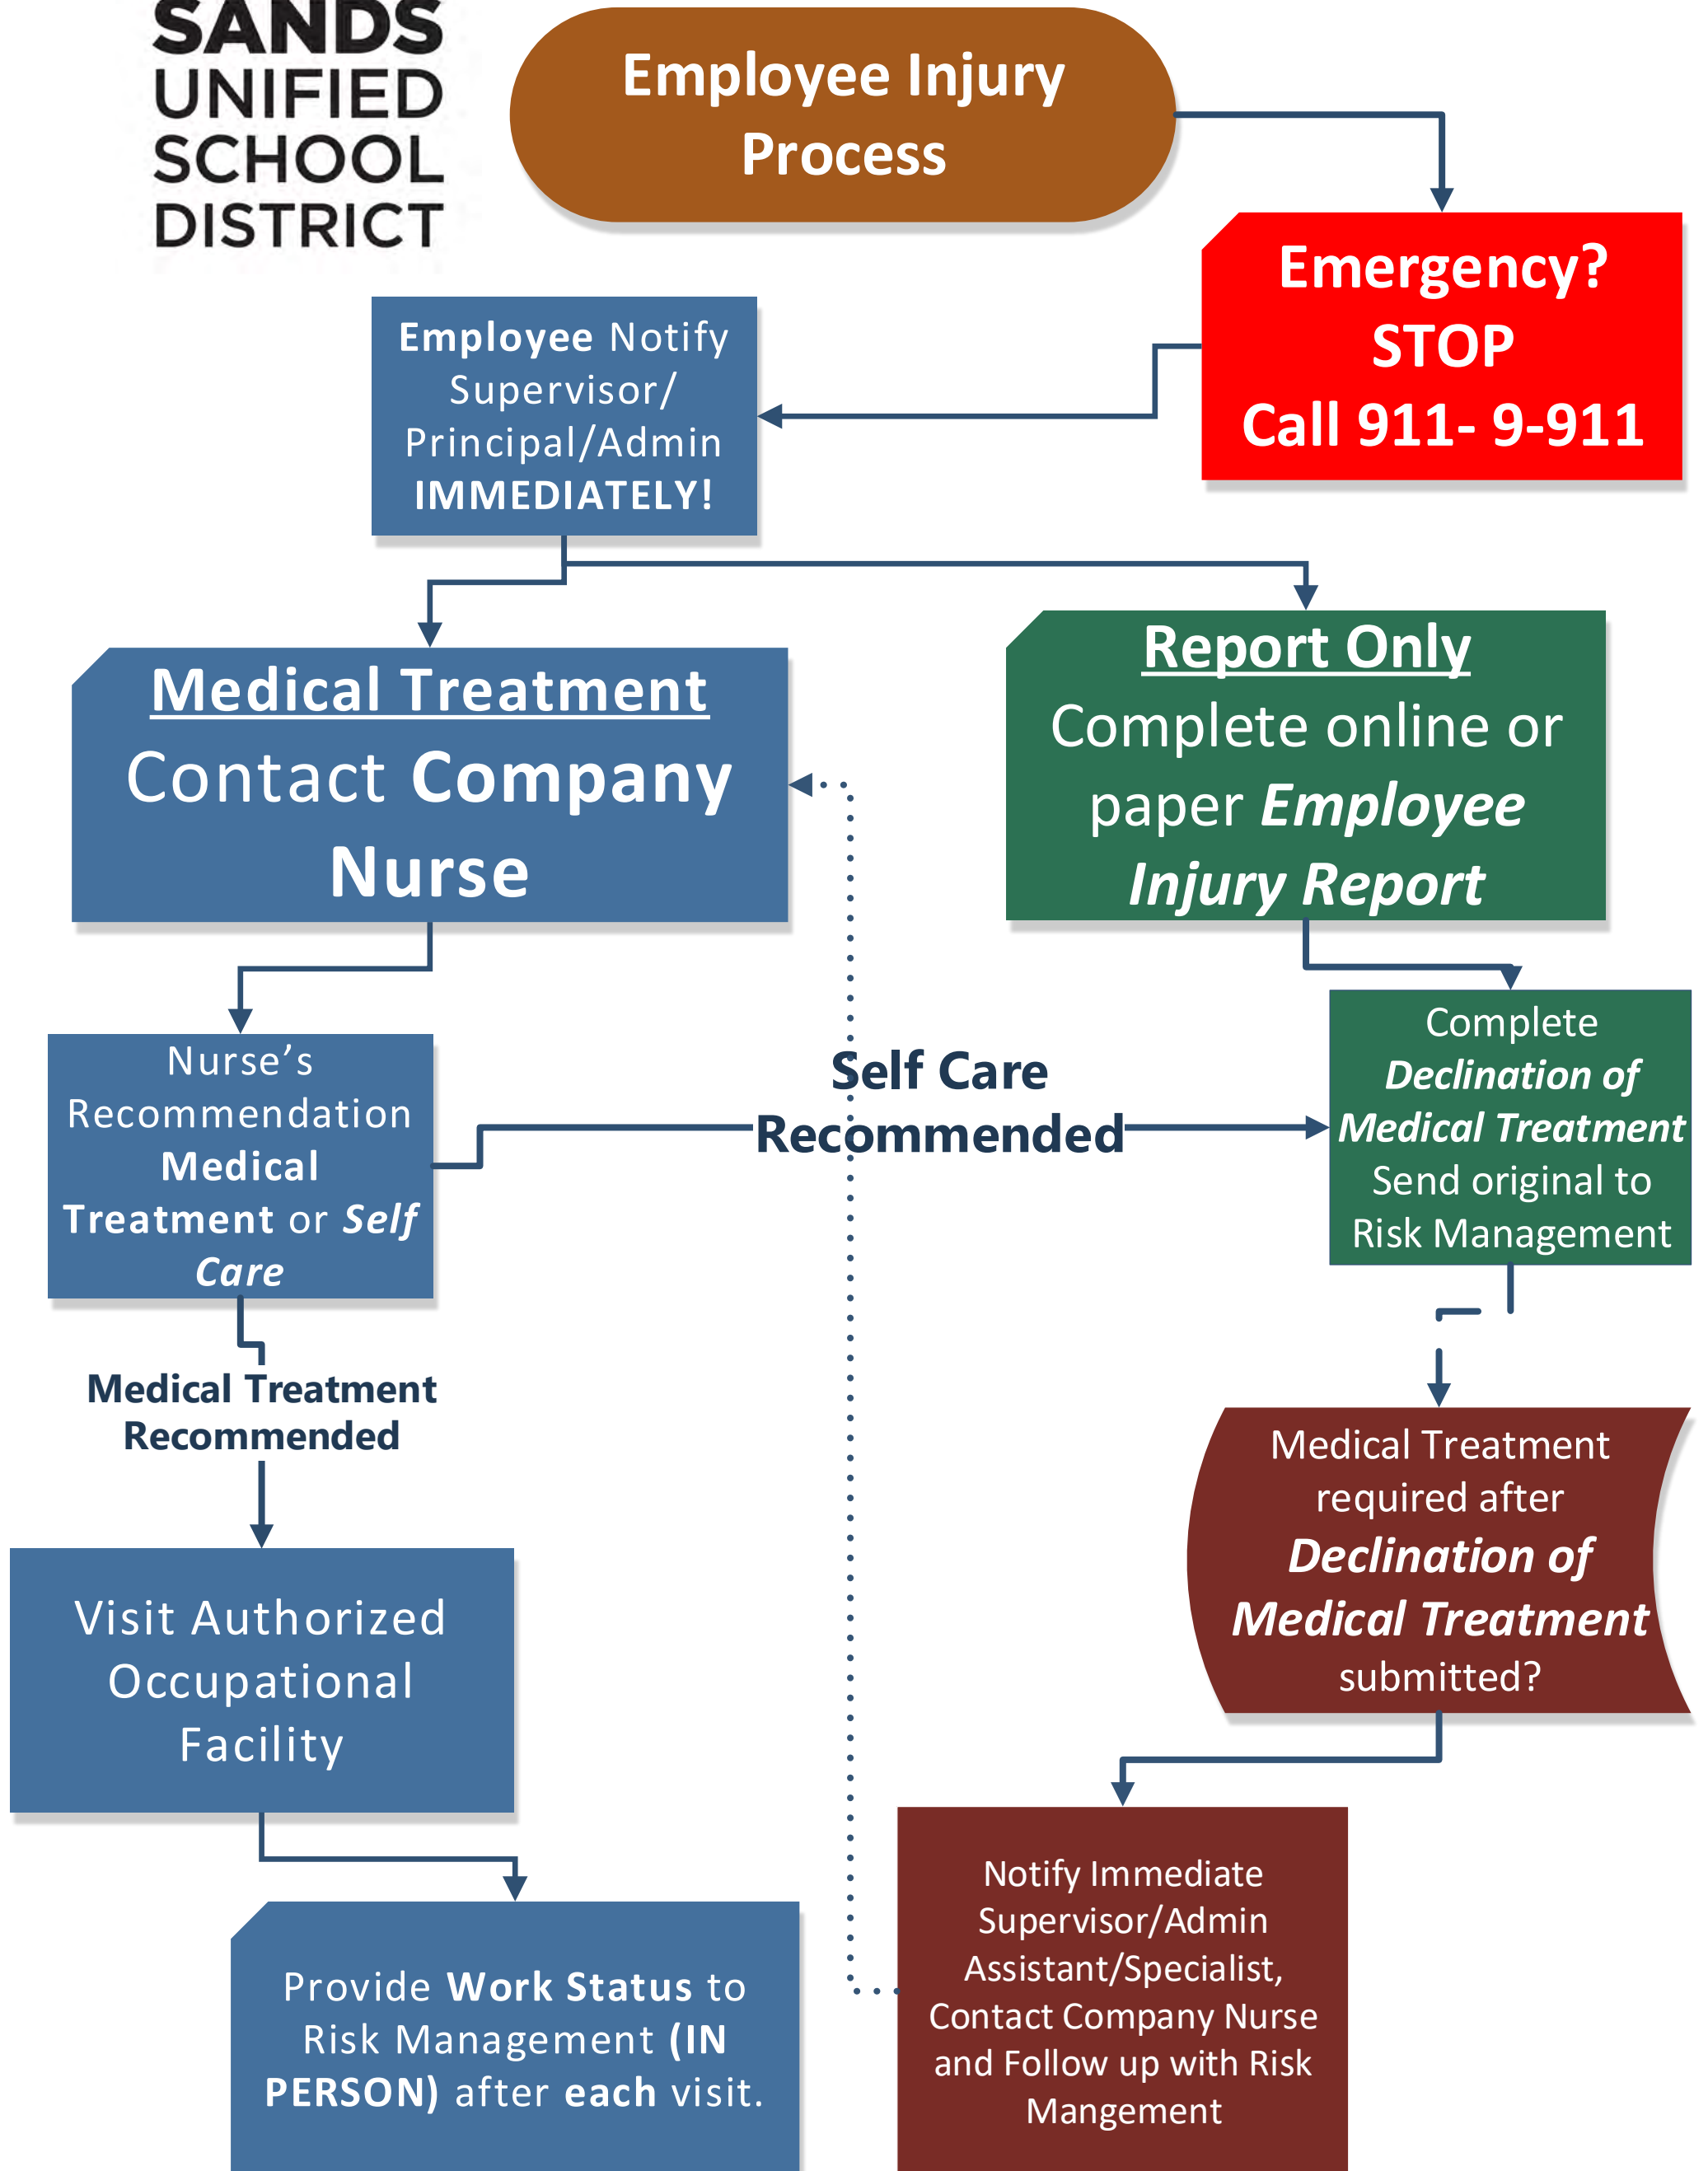 SANDS
UNIFIED
SCHOOL
DISTRICT
Employee Injury
Process
Emergency?
STOP
Call 911- 9-911
Employee Notify
Supervisor/
Principal/Admin
IMMEDIATELY!
Medical Treatment
Contact Company
Nurse
Report Only
Complete online or
paper Employee
Injury Report
Nurse’s
Recommendation
Medical
Treatment or Self
Care
Self Care
Recommended
Complete
Declination of
Medical Treatment
Send original to
Risk Management
Medical Treatment
Recommended
Medical Treatment
required after
Declination of
Medical Treatment
submitted?
Visit Authorized
Occupational
Facility
Provide Work Status to
Risk Management (IN
PERSON) after each visit.
Notify Immediate
Supervisor/Admin
Assistant/Specialist,
Contact Company Nurse
and Follow up with Risk
Mangement